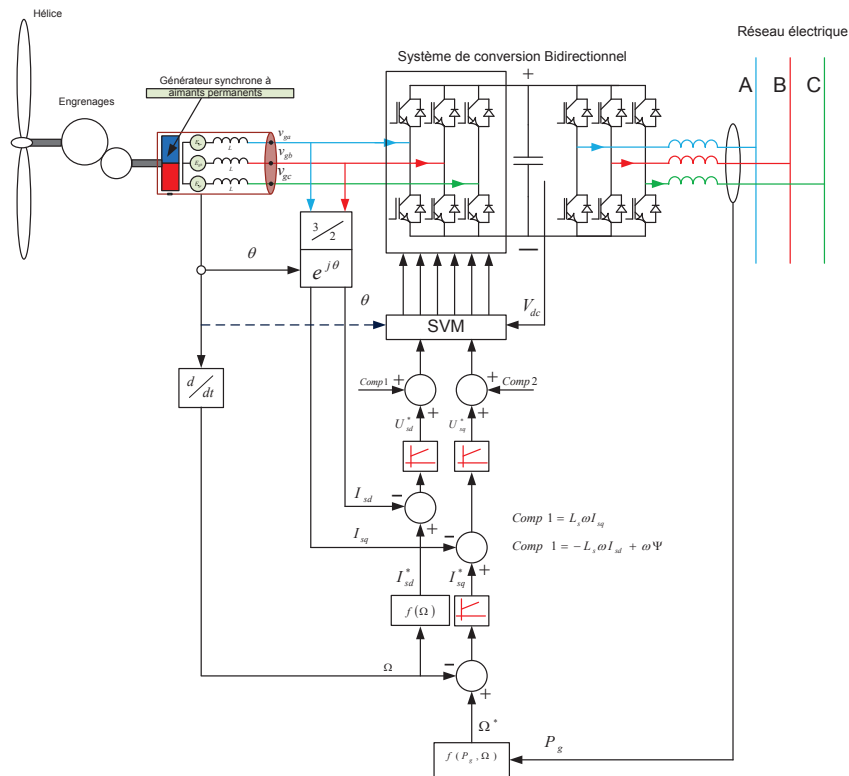 Hélice
Réseau électrique
Système de conversion Bidirectionnel
Générateur synchrone à
aimants permanents
Engrenages
A B C
+
v_ga
v_gb
v_gc
L
L
L
3/2
e^{jθ}
θ
θ
−
V_dc
SVM
d/dt
Comp1 + + Comp 2
+ +
U*_sd U*_sq
I_sd − +
I_sq − +
Comp 1 = L_s ω I_sq
Comp 1 = − L_s ω I_sd + ω Ψ
I*_sd I*_sq
f(Ω)
Ω − +
Ω*
f(P_g, Ω)
P_g